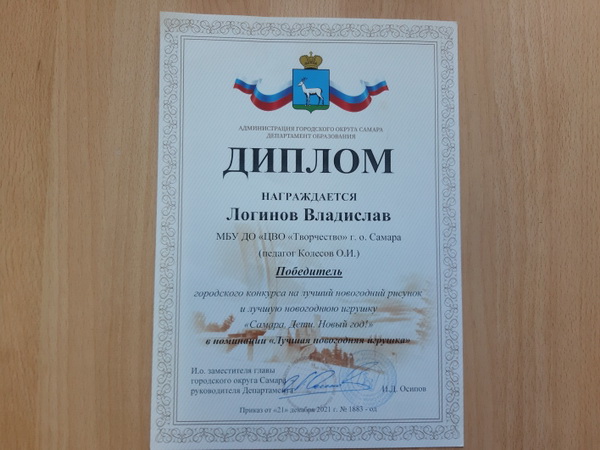 АДМИНИСТРАЦИЯ ГОРОДСКОГО ОКРУГА САМАРА
ДЕПАРТАМЕНТ ОБРАЗОВАНИЯ
ДИПЛОМ
НАГРАЖДАЕТСЯ
Логинов Владислав
МБУ ДО «ЦВО «Творчество» г. о. Самара
(педагог Колесов О.И.)
Победитель
городского конкурса на лучший новогодний рисунок
и лучшую новогоднюю игрушку
«Самара. Дети. Новый год!»
в номинации «Лучшая новогодняя игрушка»
И.о. заместителя главы
городского округа Самара
руководителя Департамента
И.Д. Осипов
Приказ от «21» декабря 2021 г. № 1883 - од